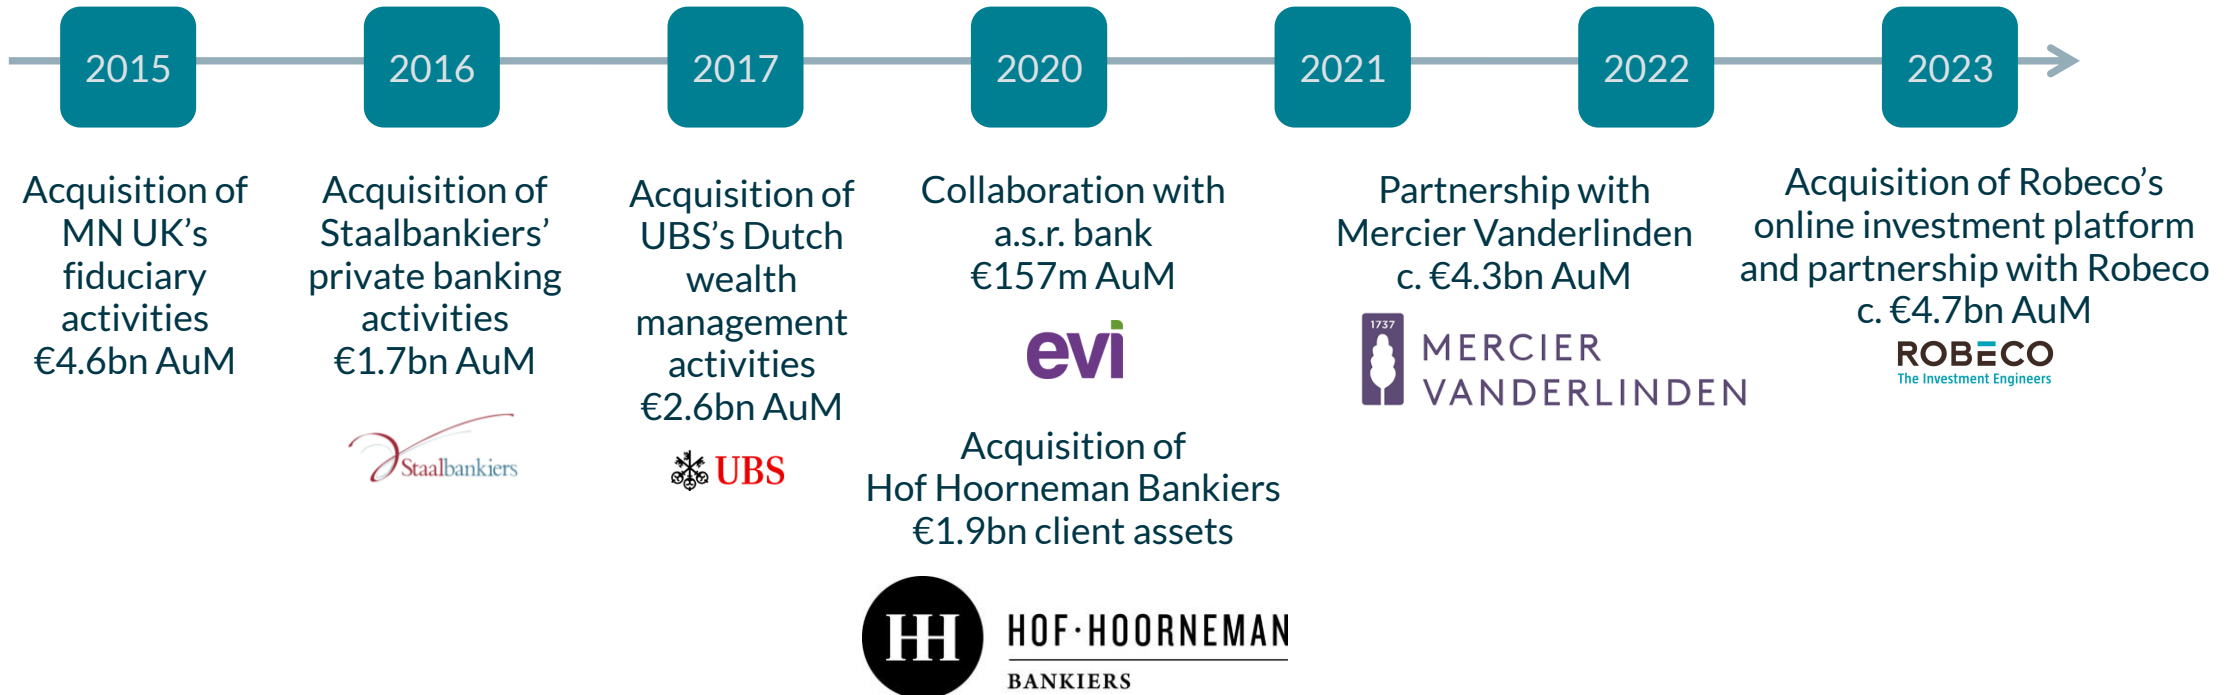 2015
2016
2017
2020
2021
2022
2023
Acquisition of
MN UK’s
fiduciary
activities
€4.6bn AuM
Acquisition of
Staalbankiers’
private banking
activities
€1.7bn AuM
Staalbankiers
Acquisition of
UBS’s Dutch
wealth
management
activities
€2.6bn AuM
UBS
Collaboration with
a.s.r. bank
€157m AuM
evi
Acquisition of
Hof Hoorneman Bankiers
€1.9bn client assets
HH
HOF·HOORNEMAN
BANKIERS
Partnership with
Mercier Vanderlinden
c. €4.3bn AuM
1737
MERCIER
VANDERLINDEN
Acquisition of Robeco’s
online investment platform
and partnership with Robeco
c. €4.7bn AuM
ROBECO
The Investment Engineers